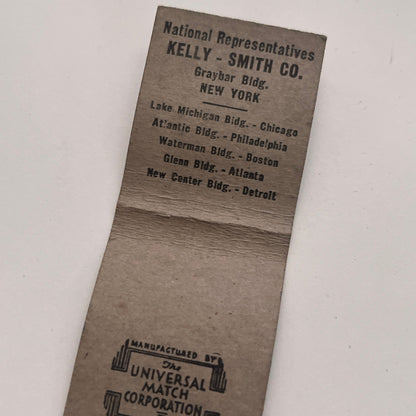 National Representatives
KELLY - SMITH CO.
Graybar Bldg.
NEW YORK
Lake Michigan Bldg. - Chicago
Atlantic Bldg. - Philadelphia
Waterman Bldg. - Boston
Glenn Bldg. - Atlanta
New Center Bldg. - Detroit
MANUFACTURED BY
The
UNIVERSAL
MATCH
CORPORATION